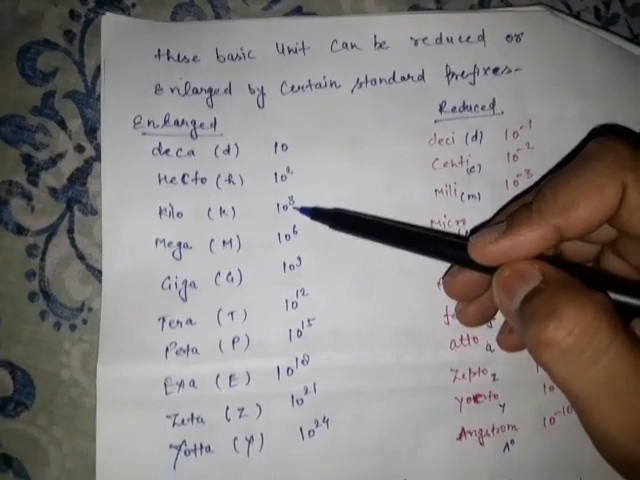 these basic Unit Can be reduced or
Enlarged by Certain standard prefixes-
Enlarged
deca (d) 10
Hecto (h) 10²
Kilo (k) 10³
Mega (M) 10⁶
Giga (G) 10⁹
Tera (T) 10¹²
Peta (P) 10¹⁵
Exa (E) 10¹⁸
Zeta (Z) 10²¹
Yotta (Y) 10²⁴
Reduced
deci (d) 10⁻¹
Centi (c) 10⁻²
Mili (m) 10⁻³
Micro
atto a
Zepto z
Yocto y
Angstrom A° 10⁻¹⁰